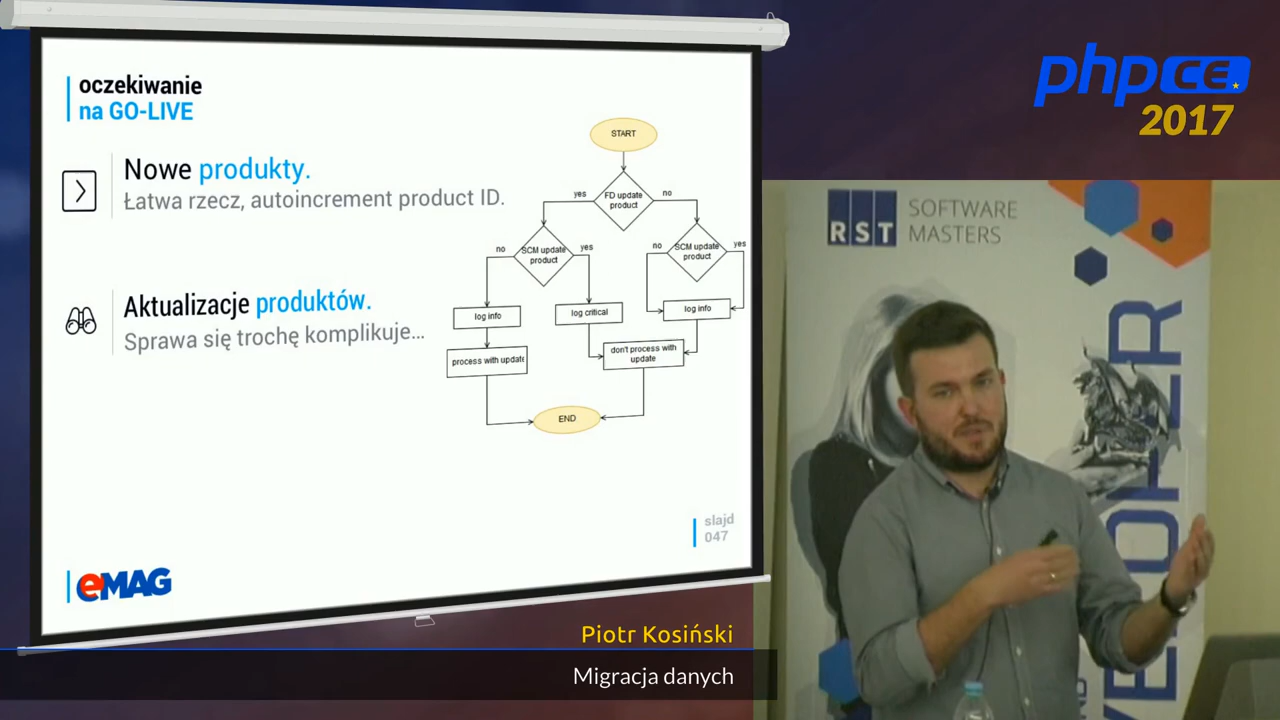 oczekiwanie
na GO-LIVE
Nowe produkty.
Łatwa rzecz, autoincrement product ID.
Aktualizacje produktów.
Sprawa się trochę komplikuje...
START
yes
FD update
product
no
no
SCM update
product
yes
no
SCM update
product
yes
log info
log critical
log info
process with update
don't process with
update
END
slajd
047
eMAG
phpCE
2017
RST
SOFTWARE
MASTERS
Piotr Kosiński
Migracja danych